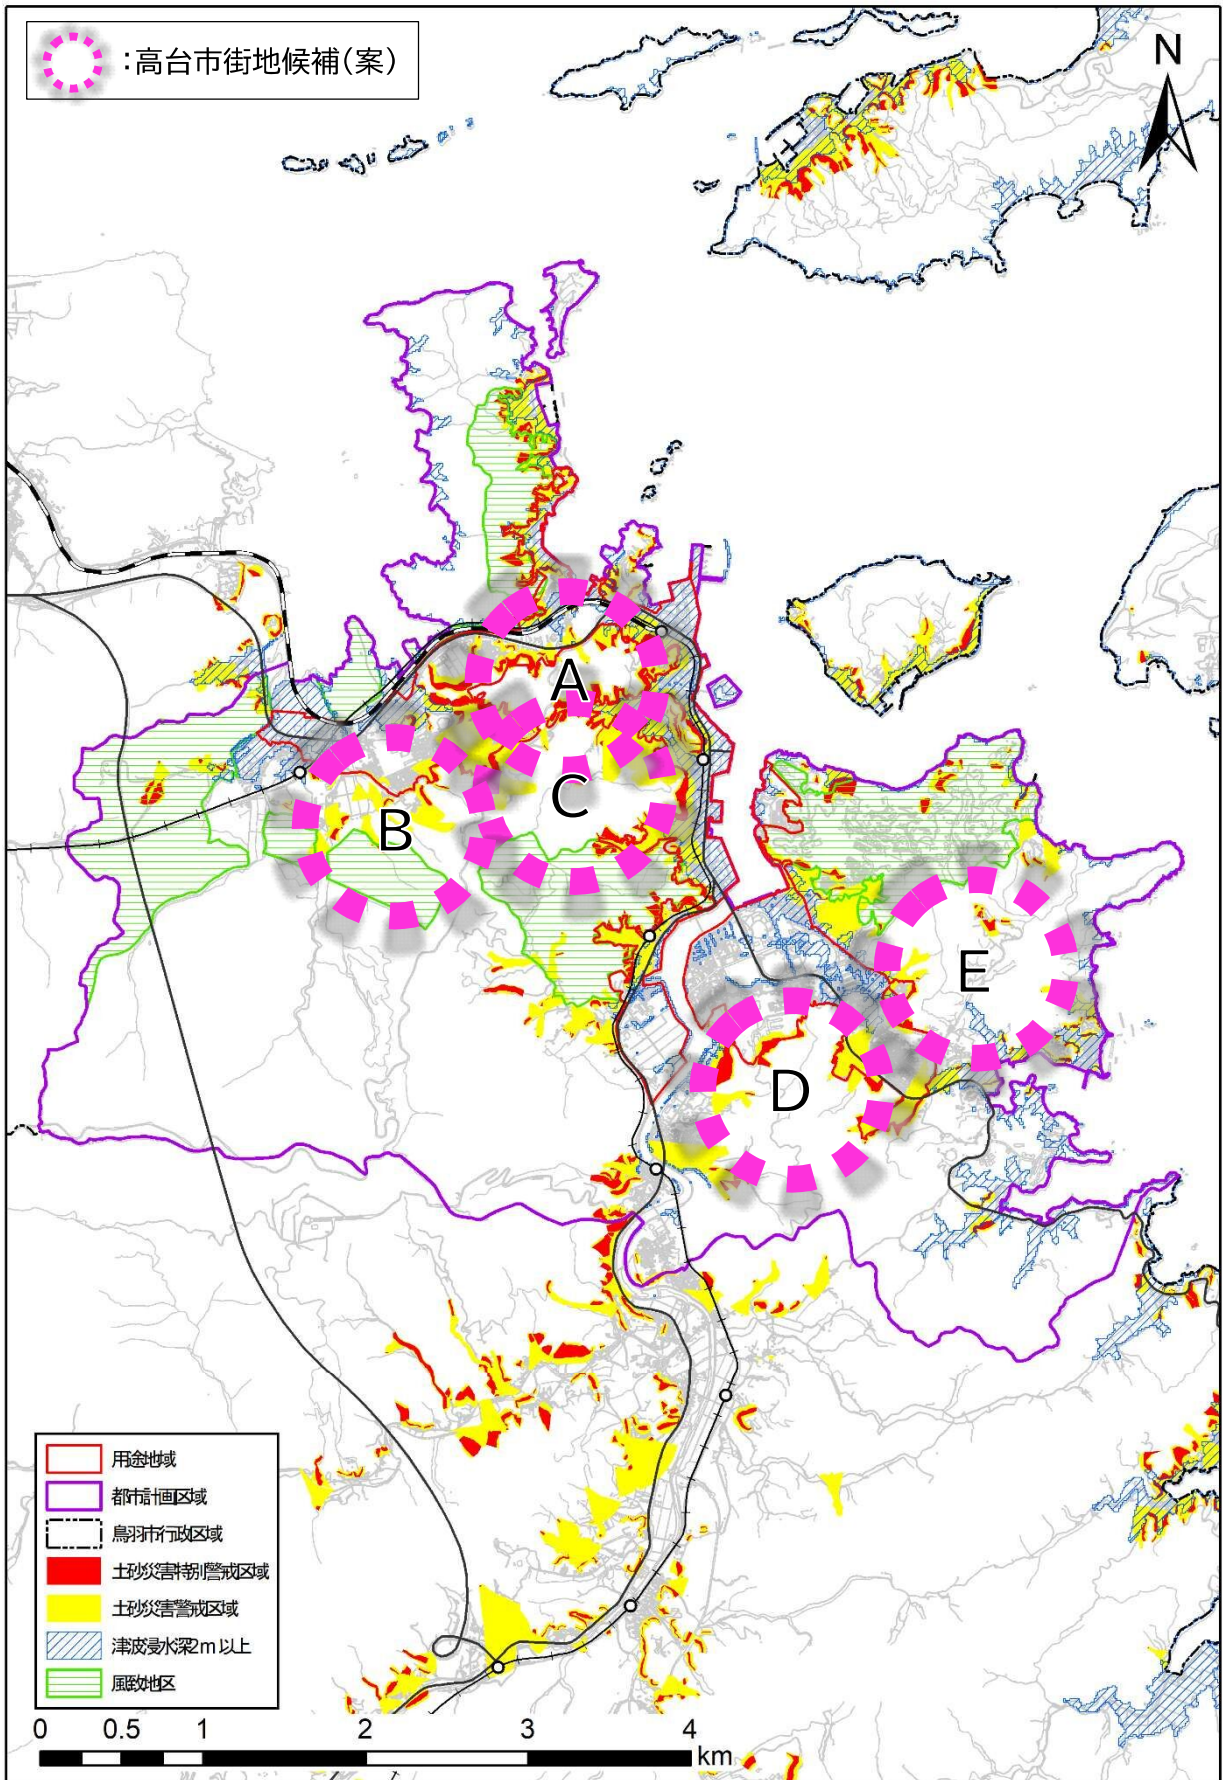 :高台市街地候補(案)
N
A
C
B
E
D
用途地域
都市計画区域
鳥羽市行政区域
土砂災害特別警戒区域
土砂災害警戒区域
津波浸水深2m以上
風致地区
0 0.5 1 2 3 4
km